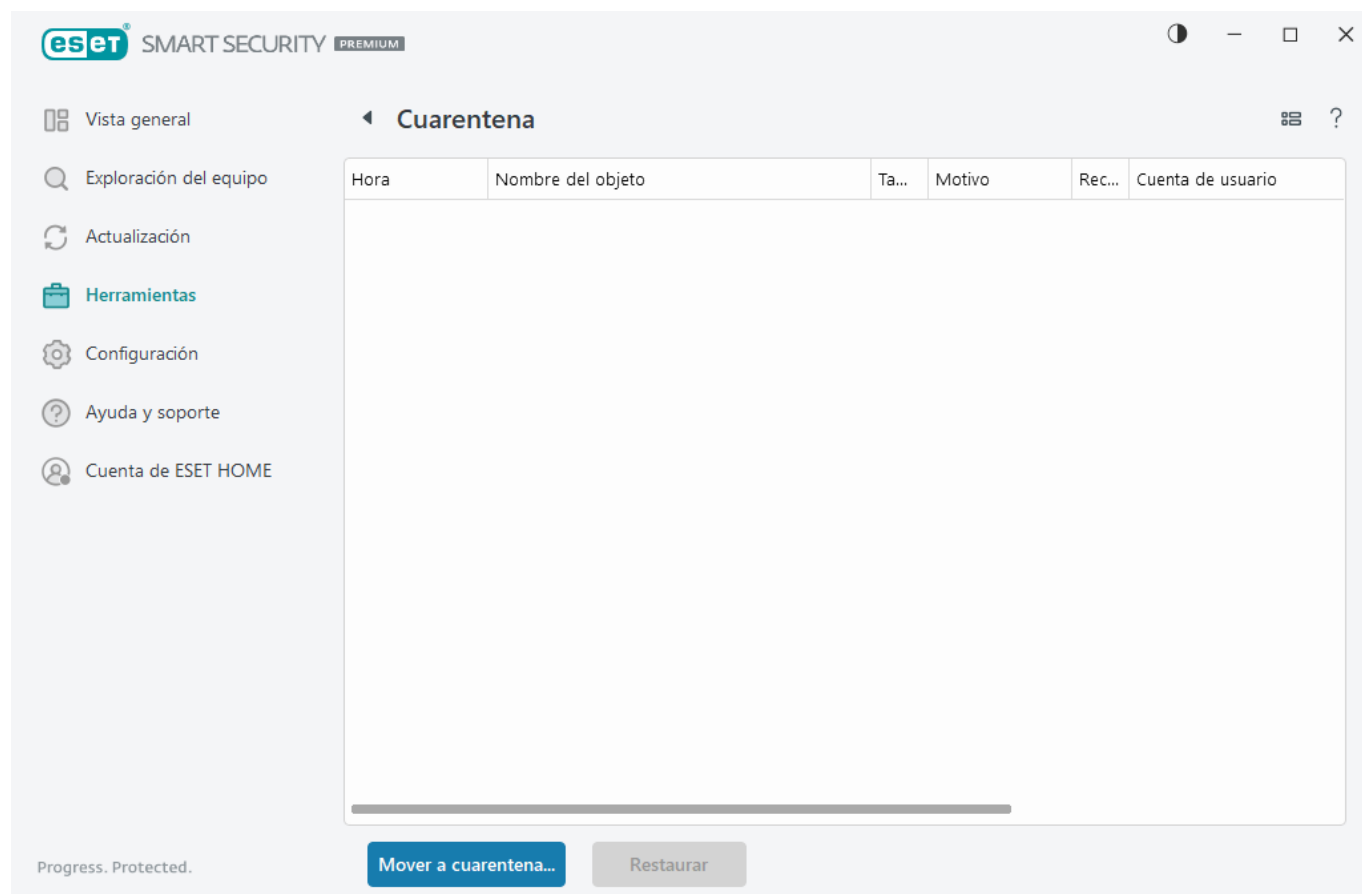 eset® SMART SECURITY PREMIUM
Vista general
Exploración del equipo
Actualización
Herramientas
Configuración
Ayuda y soporte
Cuenta de ESET HOME
Progress. Protected.
Cuarentena
?
Hora Nombre del objeto Ta... Motivo Rec... Cuenta de usuario
Mover a cuarentena... Restaurar